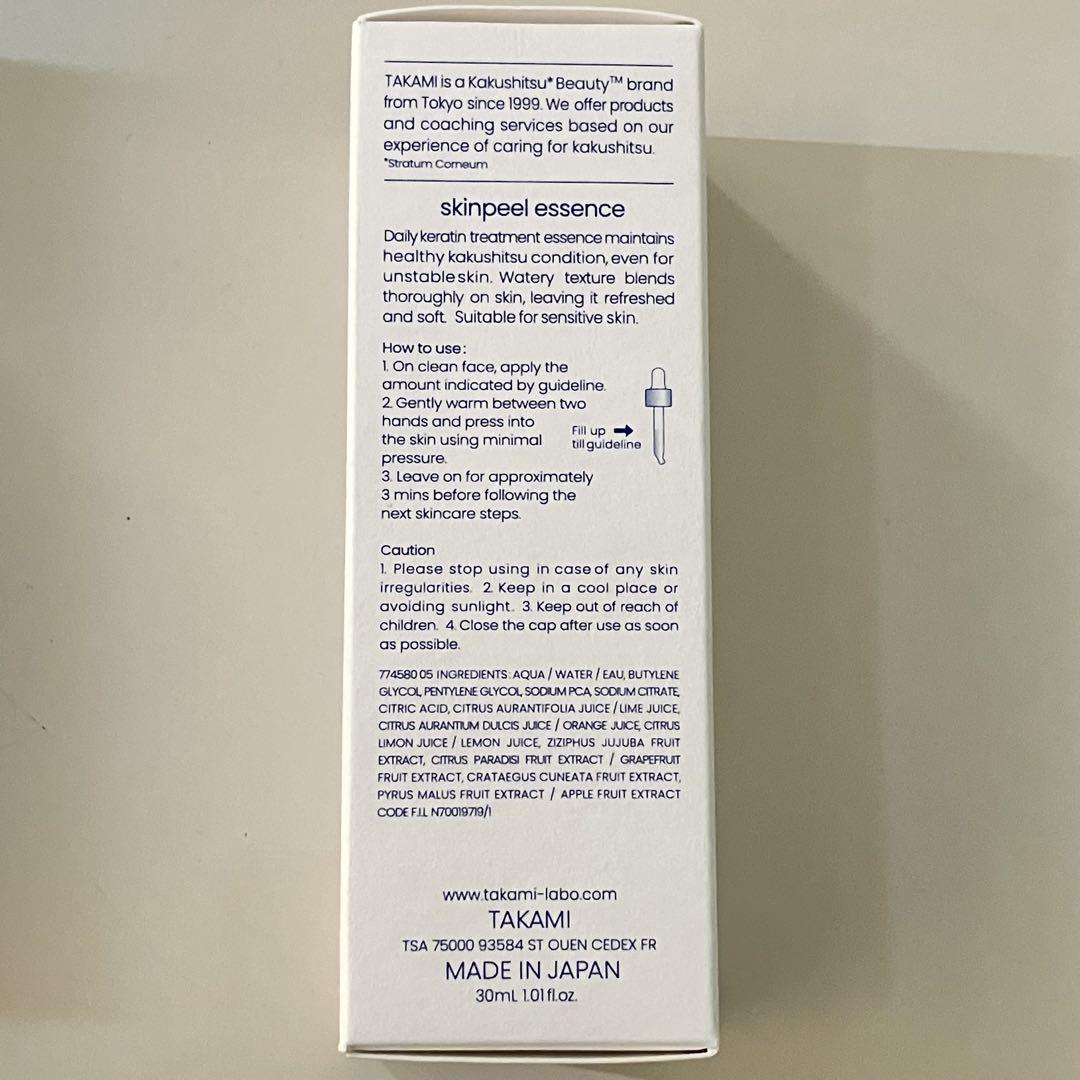 TAKAMI is a Kakushitsu* Beauty™ brand
from Tokyo since 1999. We offer products
and coaching services based on our
experience of caring for kakushitsu.
*Stratum Corneum
skinpeel essence
Daily keratin treatment essence maintains
healthy kakushitsu condition, even for
unstable skin. Watery texture blends
thoroughly on skin, leaving it refreshed
and soft. Suitable for sensitive skin.
How to use:
1. On clean face, apply the
amount indicated by guideline.
2. Gently warm between two
hands and press into
the skin using minimal
pressure.
3. Leave on for approximately
3 mins before following the
next skincare steps.
Fill up
till guideline
Caution
1. Please stop using in case of any skin
irregularities. 2. Keep in a cool place or
avoiding sunlight. 3. Keep out of reach of
children. 4. Close the cap after use as soon
as possible.
774580 05 INGREDIENTS: AQUA / WATER / EAU, BUTYLENE
GLYCOL, PENTYLENE GLYCOL, SODIUM PCA, SODIUM CITRATE,
CITRIC ACID, CITRUS AURANTIFOLIA JUICE / LIME JUICE,
CITRUS AURANTIUM DULCIS JUICE / ORANGE JUICE, CITRUS
LIMON JUICE / LEMON JUICE, ZIZIPHUS JUJUBA FRUIT
EXTRACT, CITRUS PARADISI FRUIT EXTRACT / GRAPEFRUIT
FRUIT EXTRACT, CRATAEGUS CUNEATA FRUIT EXTRACT,
PYRUS MALUS FRUIT EXTRACT / APPLE FRUIT EXTRACT
CODE F.I.L N70019719/1
www.takami-labo.com
TAKAMI
TSA 75000 93584 ST OUEN CEDEX FR
MADE IN JAPAN
30mL 1.01 fl.oz.